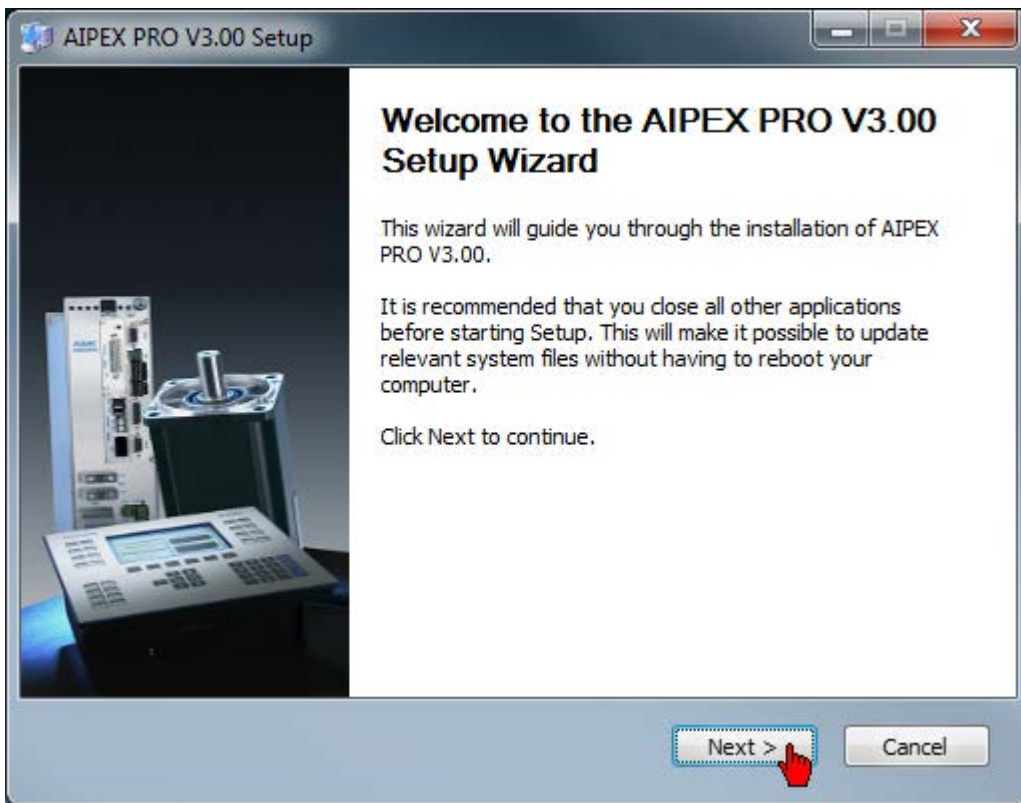 AIPEX PRO V3.00 Setup
Welcome to the AIPEX PRO V3.00
Setup Wizard
This wizard will guide you through the installation of AIPEX
PRO V3.00.
It is recommended that you close all other applications
before starting Setup. This will make it possible to update
relevant system files without having to reboot your
computer.
Click Next to continue.
Next >
Cancel